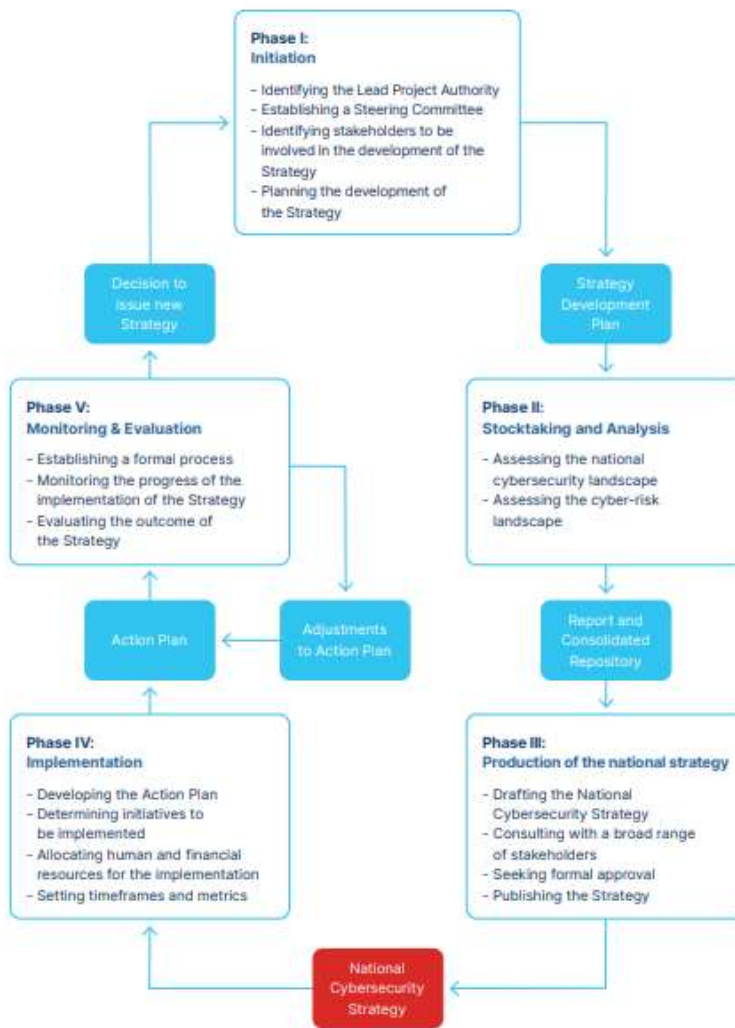 Phase I:
Initiation
- Identifying the Lead Project Authority
- Establishing a Steering Committee
- Identifying stakeholders to be
involved in the development of the
Strategy
- Planning the development of
the Strategy
Decision to
issue new
Strategy
Strategy
Development
Plan
Phase V:
Monitoring & Evaluation
- Establishing a formal process
- Monitoring the progress of the
implementation of the Strategy
- Evaluating the outcome of
the Strategy
Phase II:
Stocktaking and Analysis
- Assessing the national
cybersecurity landscape
- Assessing the cyber-risk
landscape
Action Plan
Adjustments
to Action Plan
Report and
Consolidated
Repository
Phase IV:
Implementation
- Developing the Action Plan
- Determining initiatives to
be implemented
- Allocating human and financial
resources for the implementation
- Setting timeframes and metrics
Phase III:
Production of the national strategy
- Drafting the National
Cybersecurity Strategy
- Consulting with a broad range
of stakeholders
- Seeking formal approval
- Publishing the Strategy
National
Cybersecurity
Strategy